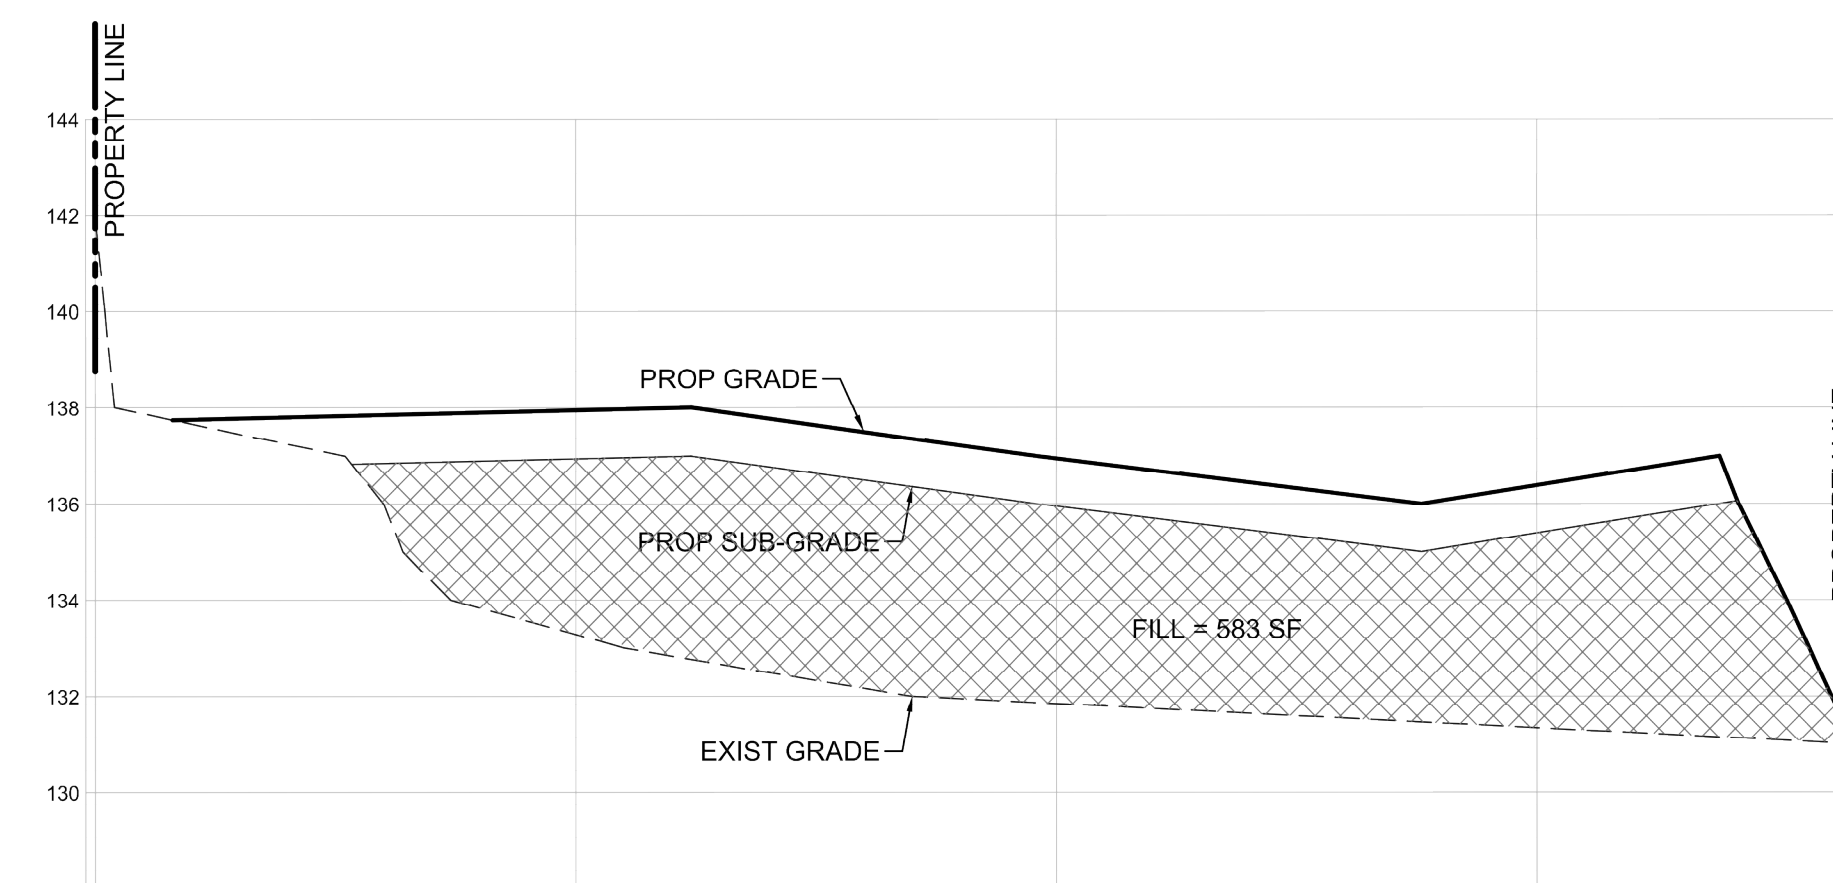 PROPERTY LINE
144
142
140
138
136
134
132
130
PROP GRADE
PROP SUB-GRADE
FILL = 583 SF
EXIST GRADE